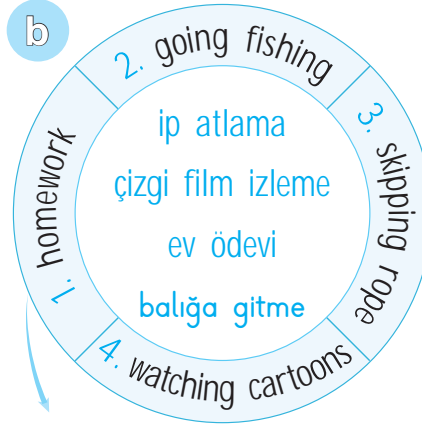 b
1. homework
2. going fishing
3. skipping rope
4. watching cartoons
ip atlama
çizgi film izleme
ev ödevi
balığa gitme